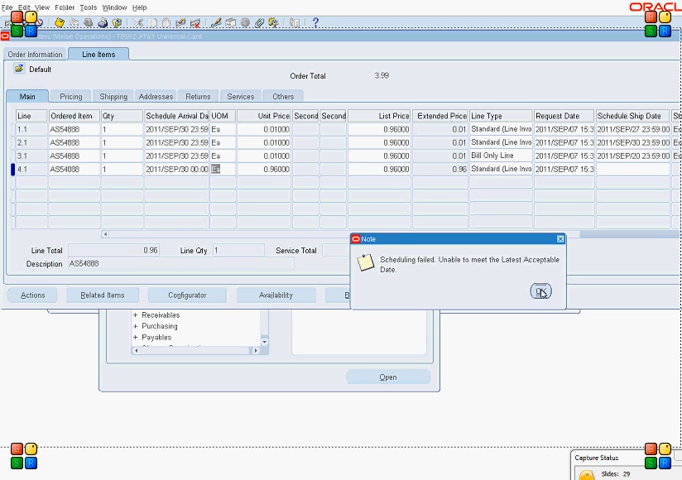 File Edit View Folder Tools Window Help
ORACL
Order Information Line Items
Default
Order Total 3.99
Main Pricing Shipping Addresses Returns Services Others
Line Ordered Item Qty Schedule Arrival Da UOM Unit Price Second Second List Price Extended Price Line Type Request Date Schedule Ship Date
1.1 AS54888 1 2011/SEP/30 23:59 Ea 0.01000 0.96000 0.01 Standard (Line Invo 2011/SEP/07 15:3 2011/SEP/27 23:59:00
2.1 AS54888 1 2011/SEP/30 23:59 Ea 0.01000 0.96000 0.01 Standard (Line Invo 2011/SEP/07 15:3 2011/SEP/30 23:59:00
3.1 AS54888 1 2011/SEP/30 23:59 Ea 0.01000 0.96000 0.01 Bill Only Line 2011/SEP/07 15:3 2011/SEP/20 23:59:00
4.1 AS54888 1 2011/SEP/30 00:00 Ea 0.96000 0.96000 0.96 Standard (Line Invo 2011/SEP/07 15:3
Note
Scheduling failed. Unable to meet the Latest Acceptable
Date.
Line Total 0.96 Line Qty 1 Service Total
Description AS54888
Actions Related Items Configurator Availability
+ Receivables
+ Purchasing
+ Payables
Open
Capture Status
Slides: 29